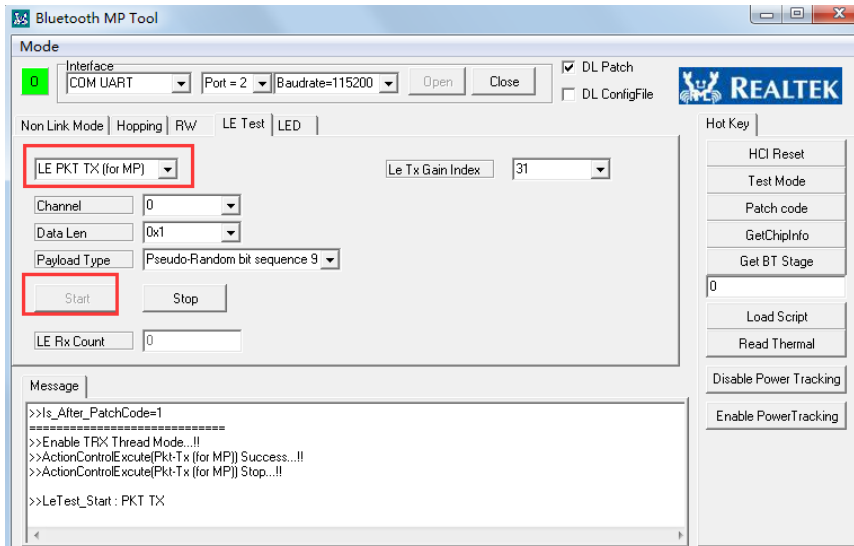 Bluetooth MP Tool
Mode
Interface
0 COM UART Port = 2 Baudrate=115200 Open Close
DL Patch
DL ConfigFile
REALTEK
Non Link Mode Hopping RW LE Test LED
LE PKT TX (for MP)
Le Tx Gain Index 31
Channel 0
Data Len 0x1
Payload Type Pseudo-Random bit sequence 9
Start Stop
LE Rx Count 0
Hot Key
HCI Reset
Test Mode
Patch code
GetChipInfo
Get BT Stage
0
Load Script
Read Thermal
Disable Power Tracking
Enable PowerTracking
Message
>>Is_After_PatchCode=1
==============================
>>Enable TRX Thread Mode...!!
>>ActionControlExcute(Pkt-Tx (for MP)) Success...!!
>>ActionControlExcute(Pkt-Tx (for MP)) Stop...!!
>>LeTest_Start : PKT TX